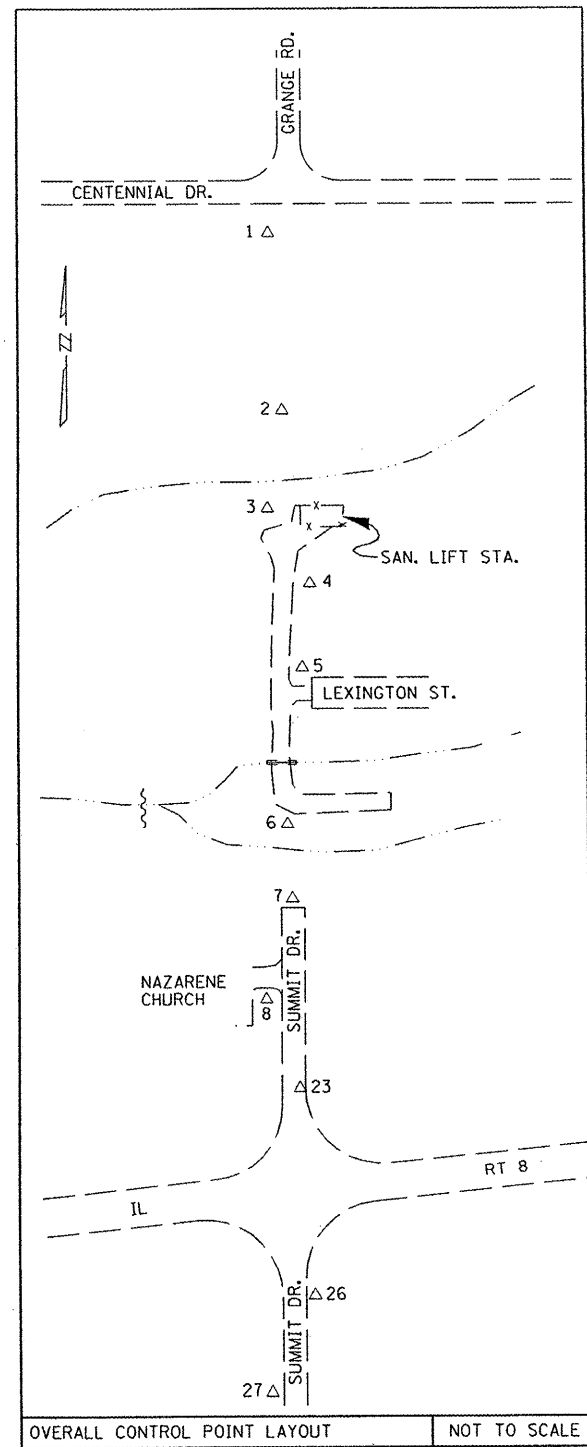 GRANGE RD.
CENTENNIAL DR.
1
N
2
3
SAN. LIFT STA.
4
5
LEXINGTON ST.
6
7
SUMMIT DR.
NAZARENE
CHURCH
8
23
RT 8
IL
26
SUMMIT DR.
27
OVERALL CONTROL POINT LAYOUT
NOT TO SCALE